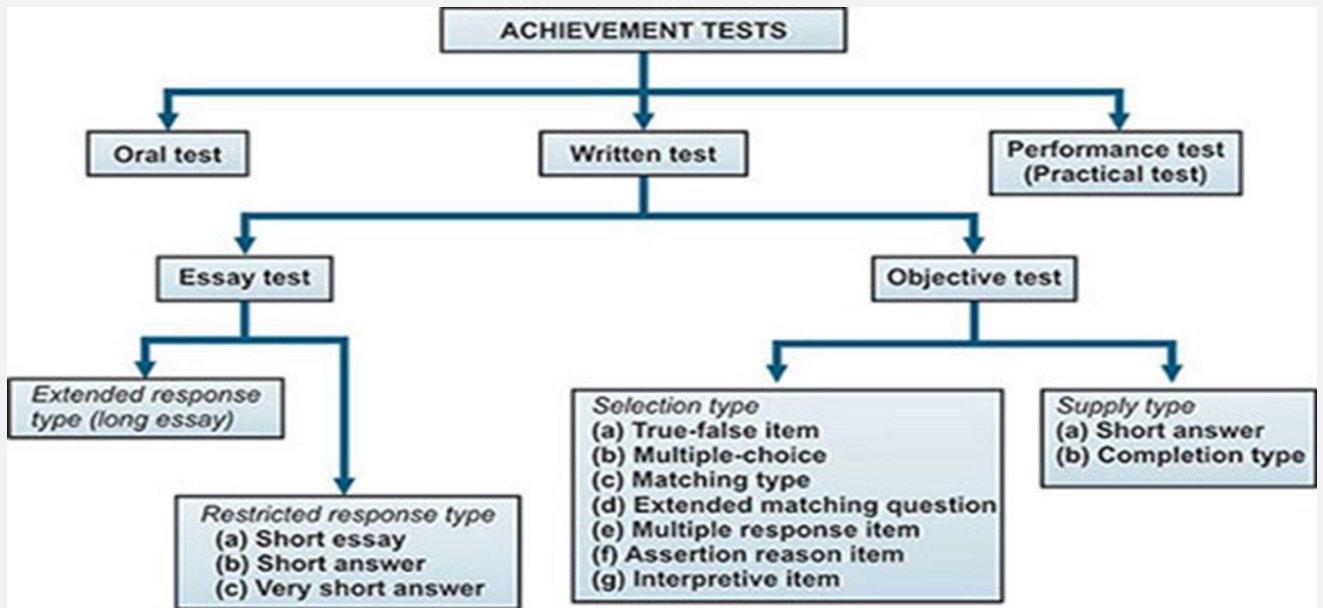 ACHIEVEMENT TESTS
Oral test
Written test
Performance test
(Practical test)
Essay test
Objective test
Extended response
type (long essay)
Restricted response type
(a) Short essay
(b) Short answer
(c) Very short answer
Selection type
(a) True-false item
(b) Multiple-choice
(c) Matching type
(d) Extended matching question
(e) Multiple response item
(f) Assertion reason item
(g) Interpretive item
Supply type
(a) Short answer
(b) Completion type